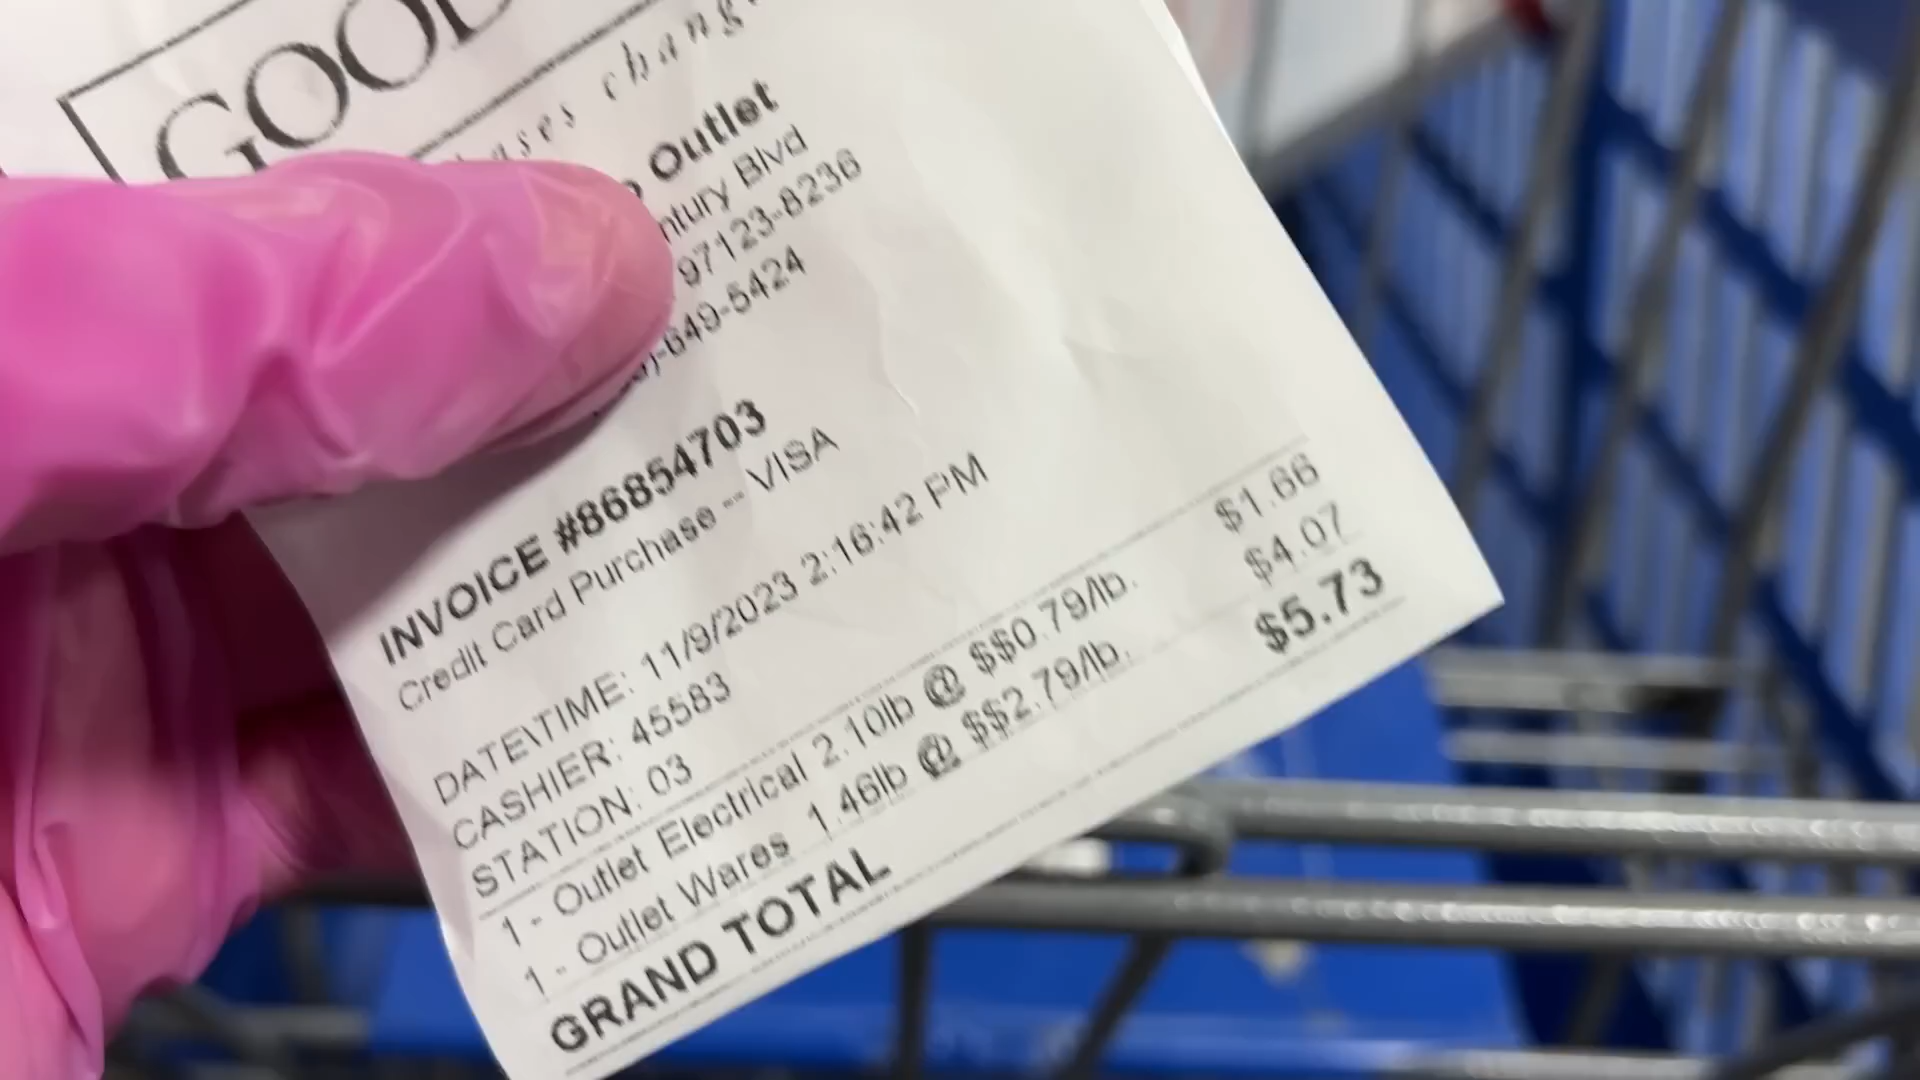 GOOD
chang
Outlet
Blvd
97123-8236
-649-5424
INVOICE #86854703
Credit Card Purchase -- VISA
DATE\TIME: 11/9/2023 2:16:42 PM
CASHIER: 45583
STATION: 03
1 - Outlet Electrical 2.10lb @ $$0.79/lb. $1.66
1 - Outlet Wares 1.46lb @ $$2.79/lb. $4.07
GRAND TOTAL $5.73